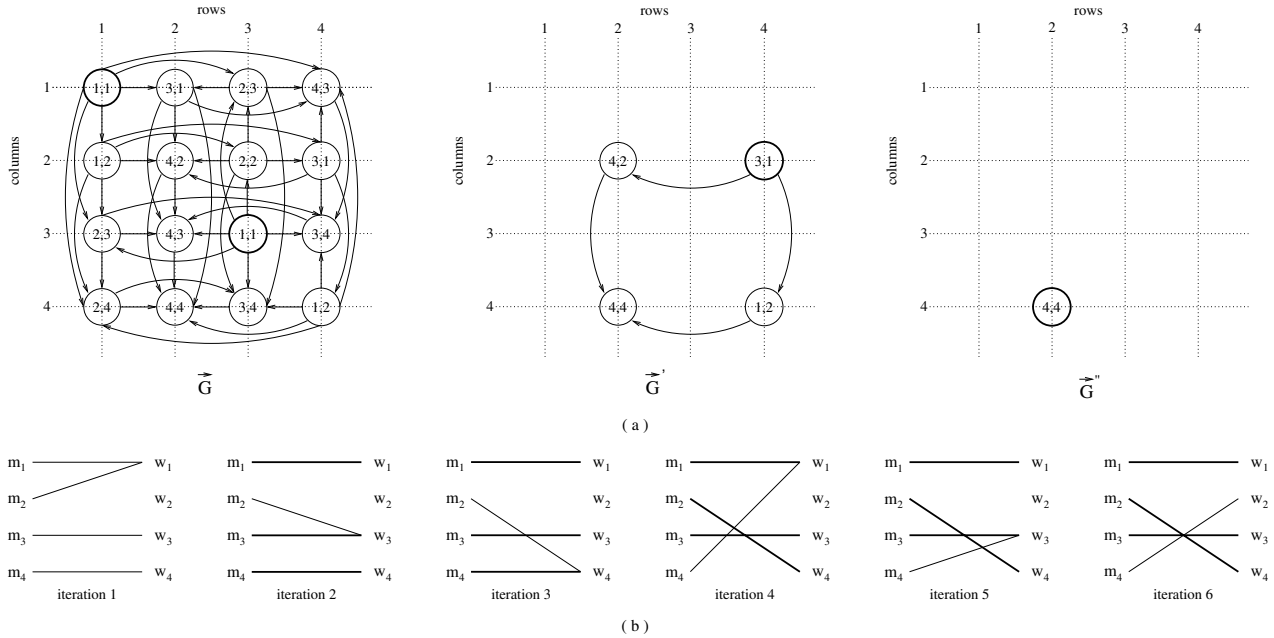 rows
1 2 3 4
columns
1 1,1 3,1 2,3 4,3
2 1,2 4,2 2,2 3,1
3 2,3 4,3 1,1 3,4
4 2,4 4,4 3,4 1,2
G
rows
1 2 3 4
columns
1
2 4,2 3,1
3
4 4,4 1,2
G'
rows
1 2 3 4
columns
1
2
3
4 4,4
G"
( a )
m1 w1
m2 w2
m3 w3
m4 w4
iteration 1
m1 w1
m2 w2
m3 w3
m4 w4
iteration 2
m1 w1
m2 w2
m3 w3
m4 w4
iteration 3
m1 w1
m2 w2
m3 w3
m4 w4
iteration 4
m1 w1
m2 w2
m3 w3
m4 w4
iteration 5
m1 w1
m2 w2
m3 w3
m4 w4
iteration 6
( b )